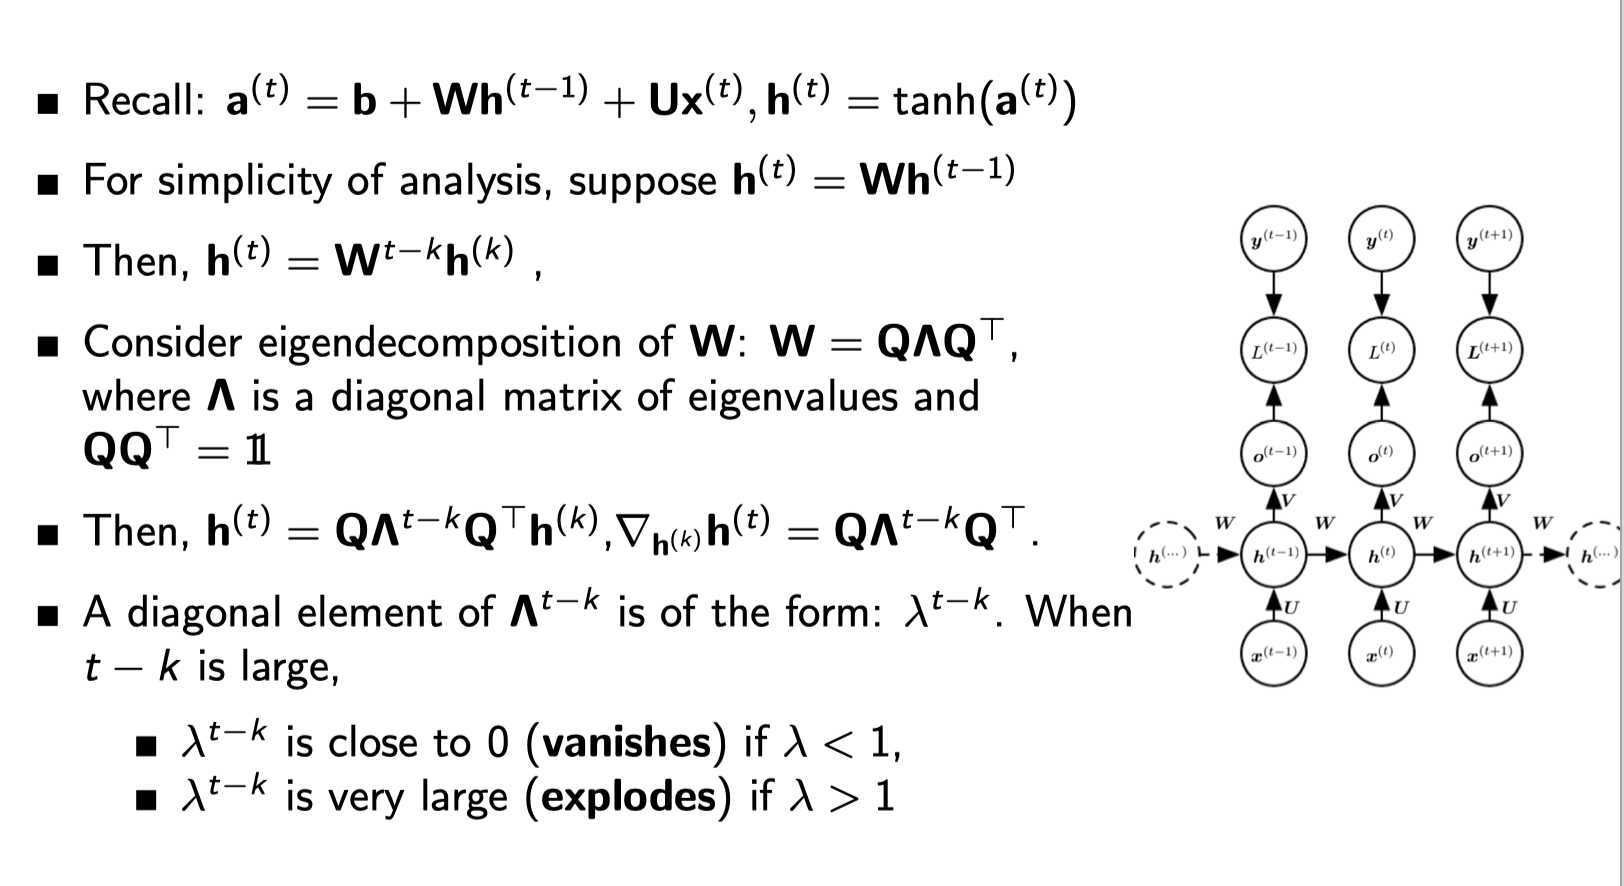 ■ Recall: a^(t) = b + Wh^(t−1) + Ux^(t), h^(t) = tanh(a^(t))
■ For simplicity of analysis, suppose h^(t) = Wh^(t−1)
■ Then, h^(t) = W^{t−k}h^(k) ,
■ Consider eigendecomposition of W: W = QΛQ^⊤,
where Λ is a diagonal matrix of eigenvalues and
QQ^⊤ = 𝟙
■ Then, h^(t) = QΛ^{t−k}Q^⊤h^(k), ∇_{h^(k)}h^(t) = QΛ^{t−k}Q^⊤.
■ A diagonal element of Λ^{t−k} is of the form: λ^{t−k}. When
t − k is large,
■ λ^{t−k} is close to 0 (vanishes) if λ < 1,
■ λ^{t−k} is very large (explodes) if λ > 1
y^(t−1) y^(t) y^(t+1)
L^(t−1) L^(t) L^(t+1)
o^(t−1) o^(t) o^(t+1)
V V V
W W W W
h^(...) h^(t−1) h^(t) h^(t+1) h^(...)
U U U
x^(t−1) x^(t) x^(t+1)